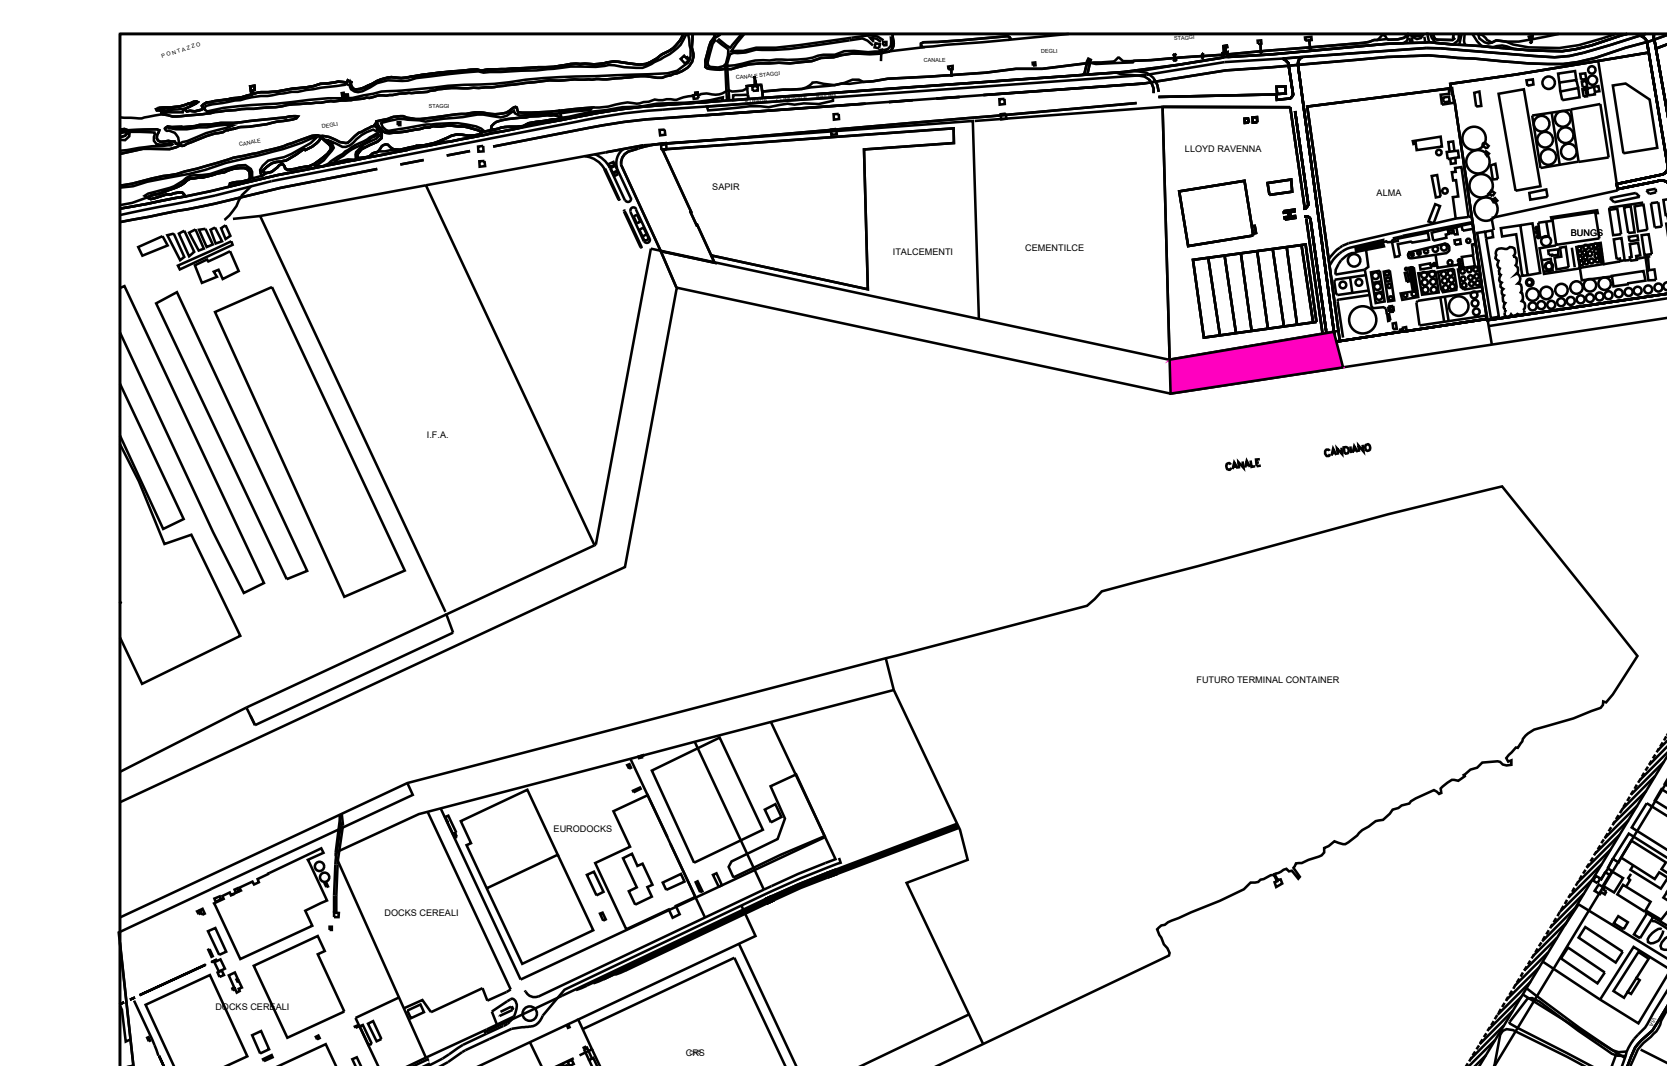 PONTAZZO
STAGGI
DEGLI
CANALE
CANALE STAGGI
STAGGI
DEGLI
CANALE
LLOYD RAVENNA
SAPIR
ALMA
BUNGS
ITALCEMENTI
CEMENTILCE
I.F.A.
CANALE CANDIANO
FUTURO TERMINAL CONTAINER
EURODOCKS
DOCKS CEREALI
DOCKS CEREALI
CRS